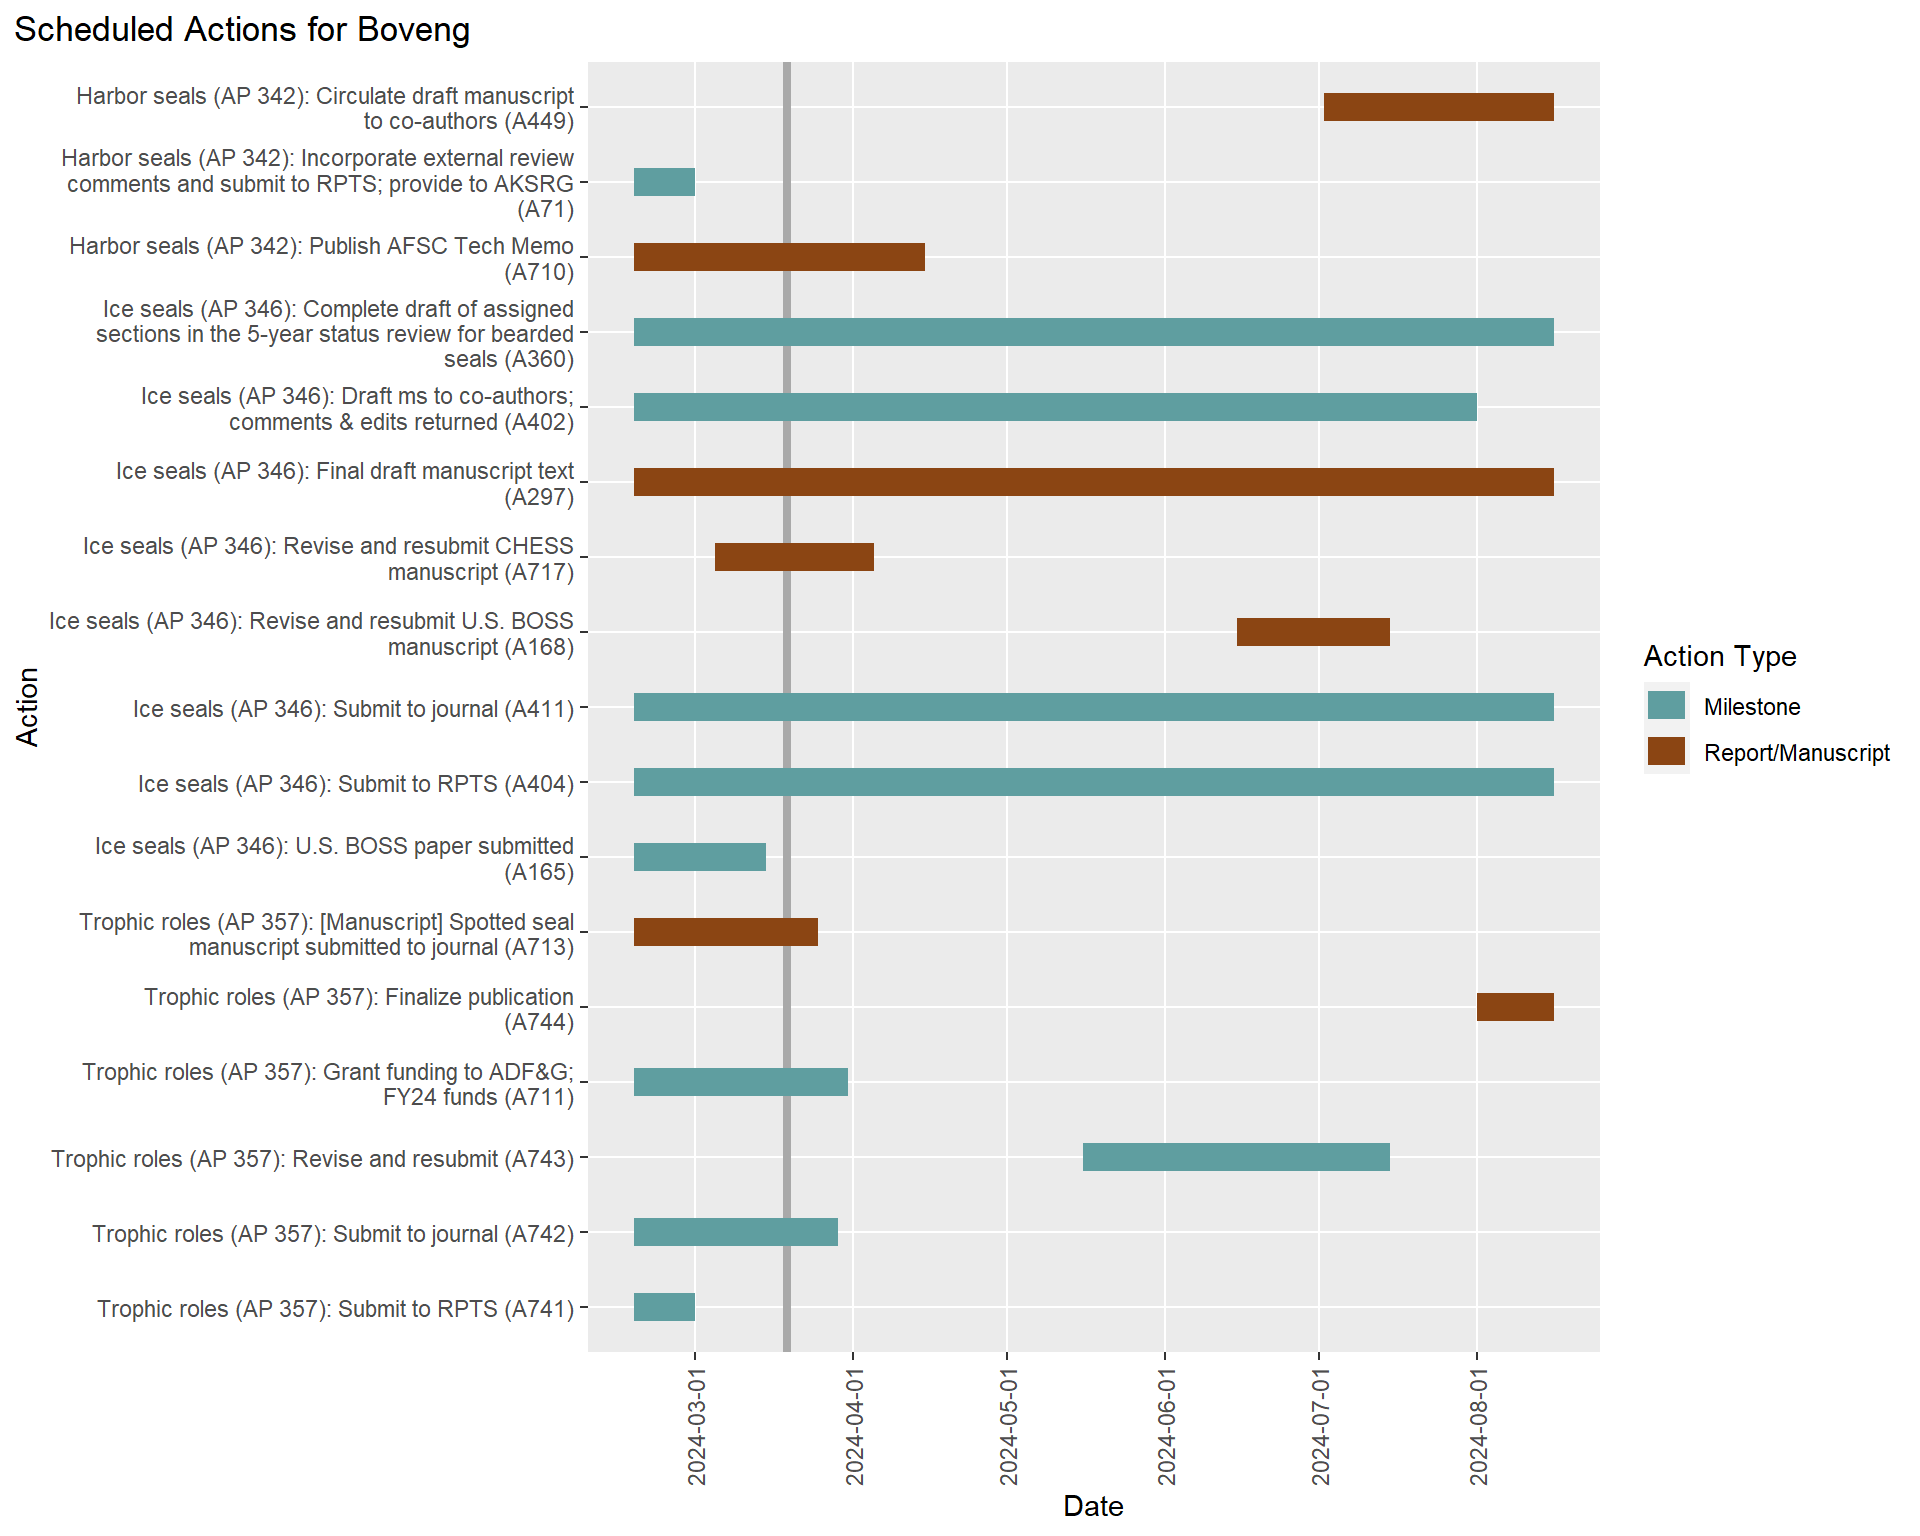 Scheduled Actions for Boveng
Harbor seals (AP 342): Circulate draft manuscript
to co-authors (A449)
Harbor seals (AP 342): Incorporate external review
comments and submit to RPTS; provide to AKSRG
(A71)
Harbor seals (AP 342): Publish AFSC Tech Memo
(A710)
Ice seals (AP 346): Complete draft of assigned
sections in the 5-year status review for bearded
seals (A360)
Ice seals (AP 346): Draft ms to co-authors;
comments & edits returned (A402)
Ice seals (AP 346): Final draft manuscript text
(A297)
Ice seals (AP 346): Revise and resubmit CHESS
manuscript (A717)
Ice seals (AP 346): Revise and resubmit U.S. BOSS
manuscript (A168)
Ice seals (AP 346): Submit to journal (A411)
Ice seals (AP 346): Submit to RPTS (A404)
Ice seals (AP 346): U.S. BOSS paper submitted
(A165)
Trophic roles (AP 357): [Manuscript] Spotted seal
manuscript submitted to journal (A713)
Trophic roles (AP 357): Finalize publication
(A744)
Trophic roles (AP 357): Grant funding to ADF&G;
FY24 funds (A711)
Trophic roles (AP 357): Revise and resubmit (A743)
Trophic roles (AP 357): Submit to journal (A742)
Trophic roles (AP 357): Submit to RPTS (A741)
Action
2024-03-01
2024-04-01
2024-05-01
2024-06-01
2024-07-01
2024-08-01
Date
Action Type
Milestone
Report/Manuscript